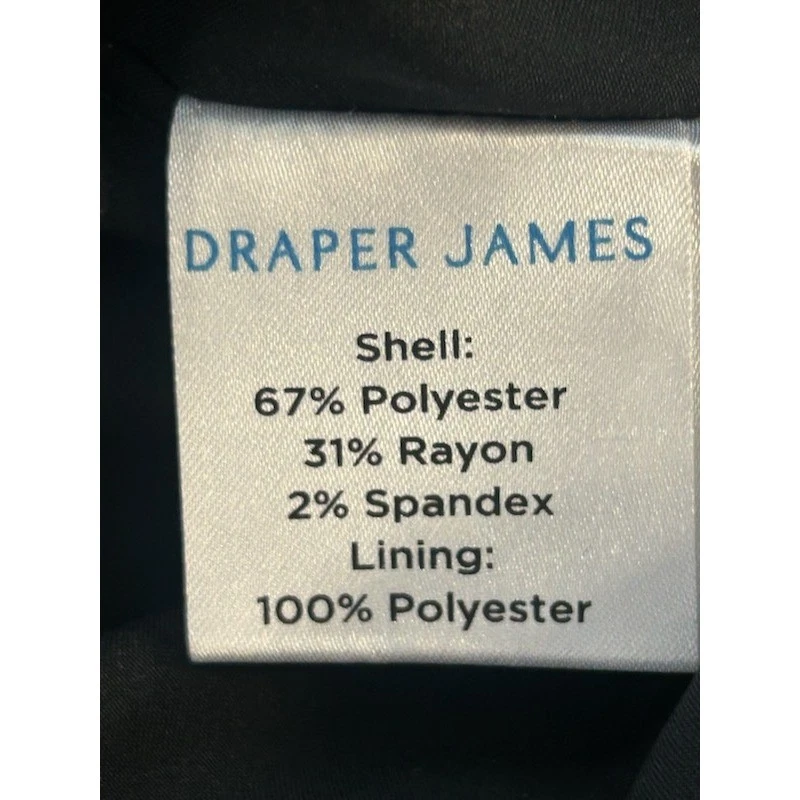 DRAPER JAMES
Shell:
67% Polyester
31% Rayon
2% Spandex
Lining:
100% Polyester